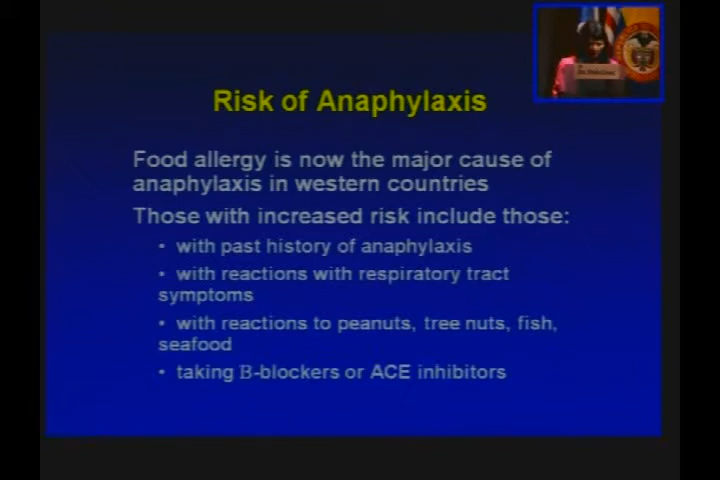 Risk of Anaphylaxis
Food allergy is now the major cause of
anaphylaxis in western countries
Those with increased risk include those:
• with past history of anaphylaxis
• with reactions with respiratory tract
symptoms
• with reactions to peanuts, tree nuts, fish,
seafood
• taking B-blockers or ACE inhibitors